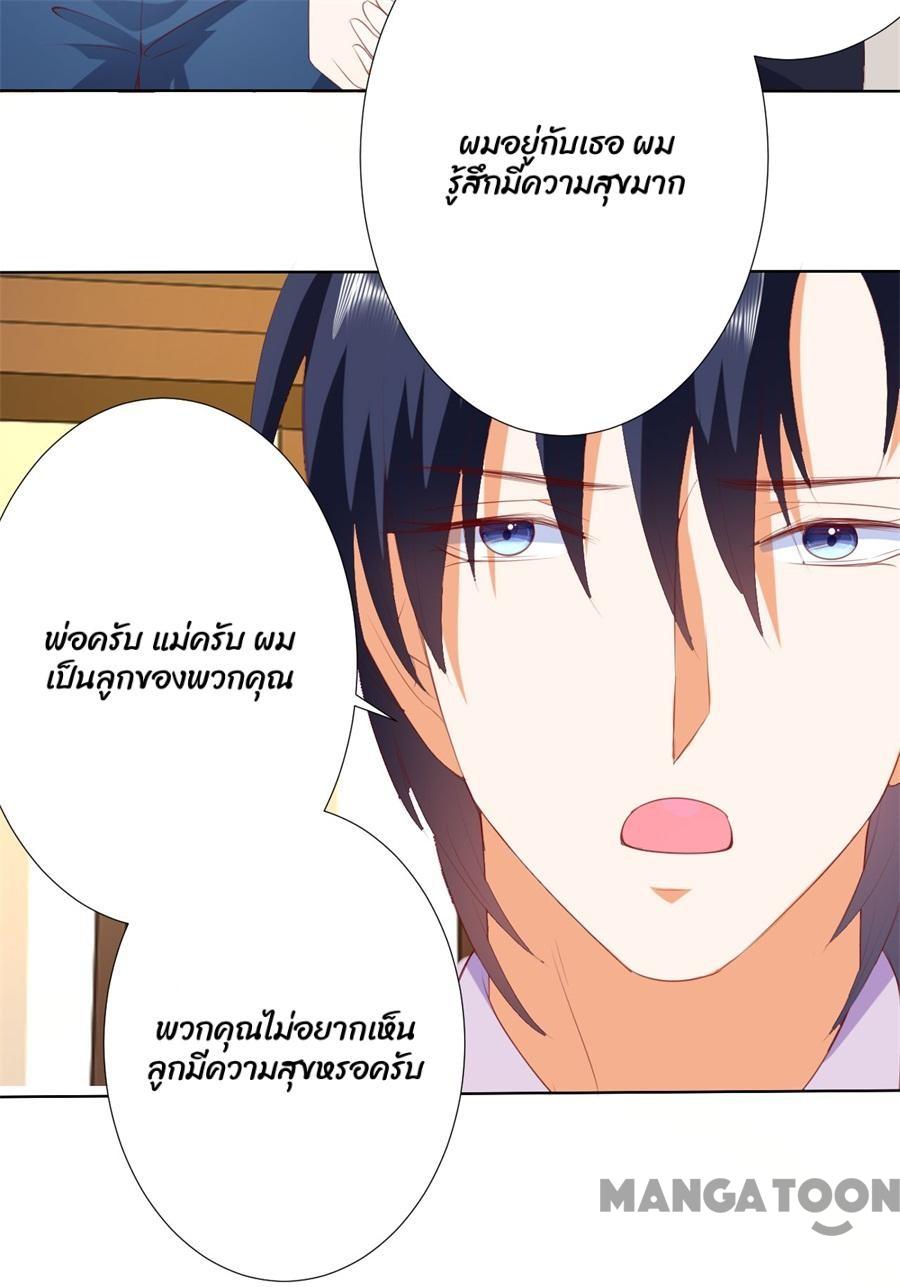 ผมอยู่กับเธอ ผม
รู้สึกมีความสุขมาก
พ่อครับ แม่ครับ ผม
เป็นลูกของพวกคุณ
พวกคุณไม่อยากเห็น
ลูกมีความสุขหรอครับ
MANGATOON